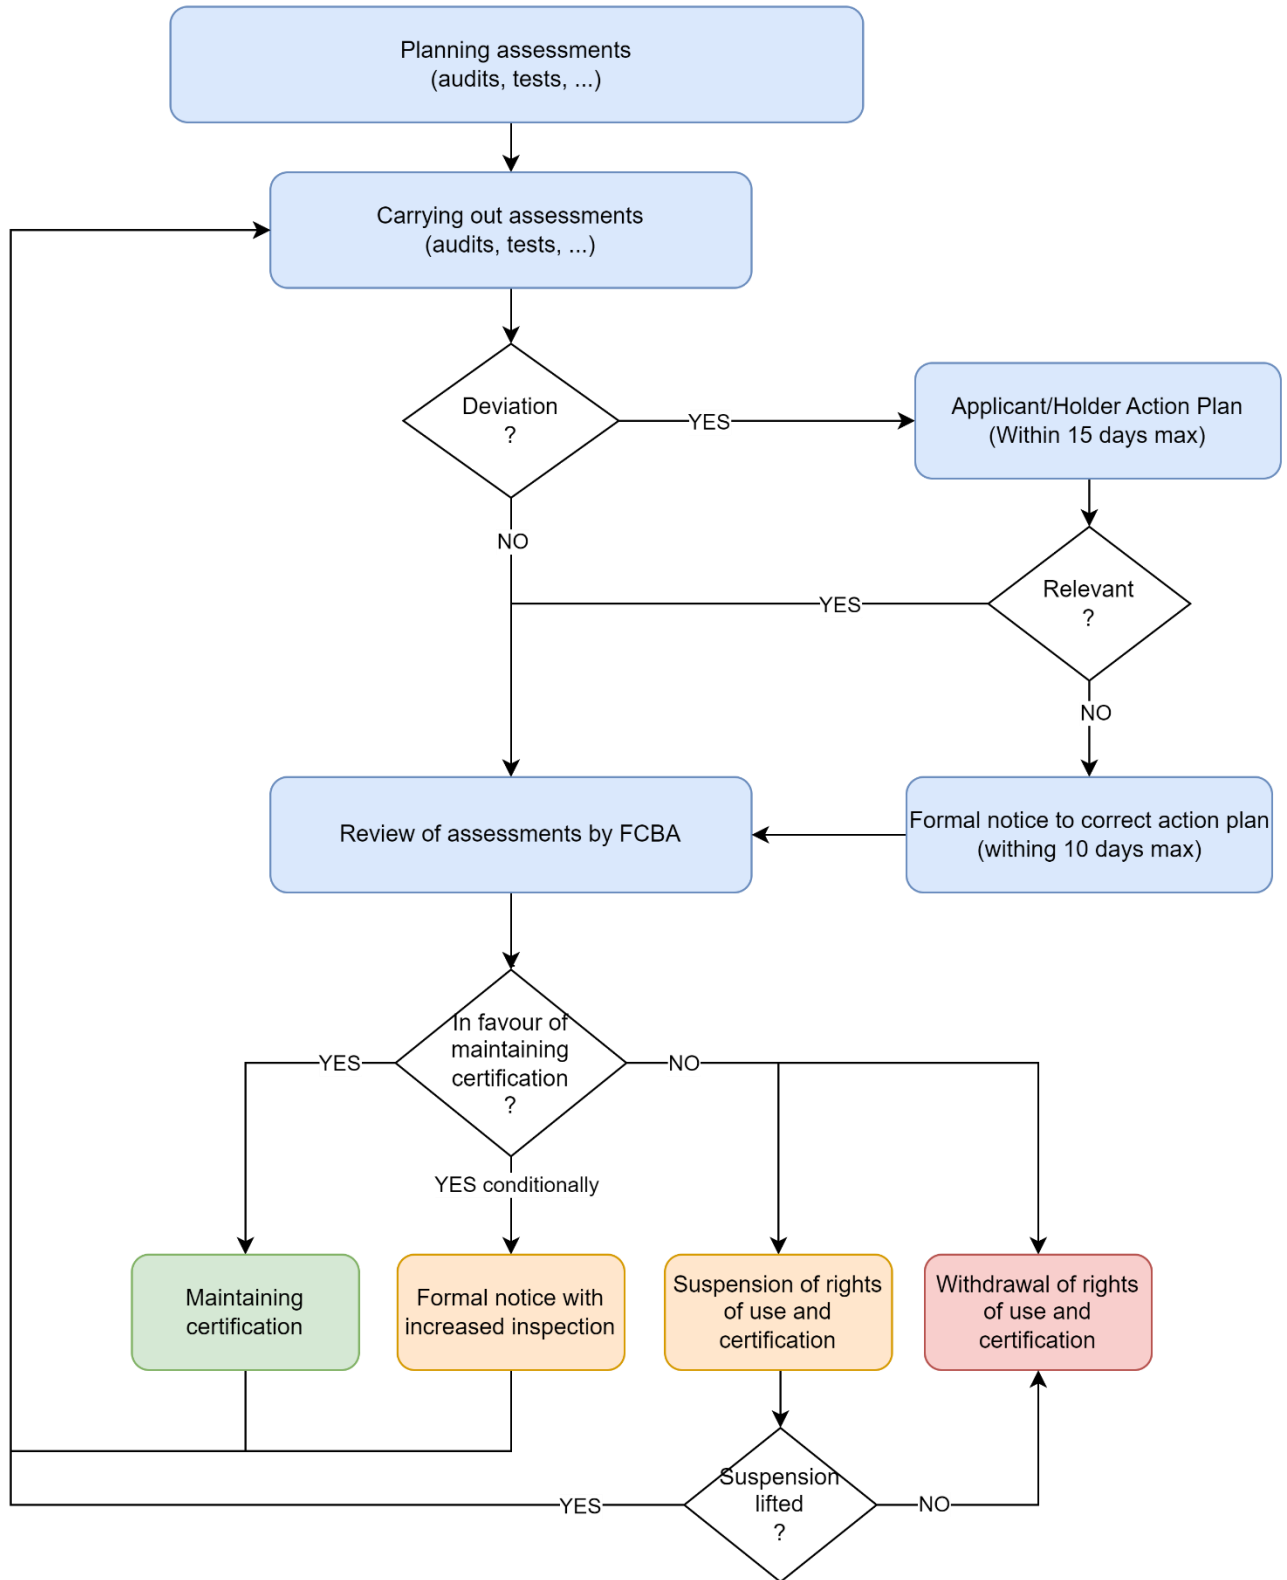 Planning assessments
(audits, tests, ...)
Carrying out assessments
(audits, tests, ...)
Deviation
?
YES
Applicant/Holder Action Plan
(Within 15 days max)
NO
YES
Relevant
?
NO
Review of assessments by FCBA
Formal notice to correct action plan
(withing 10 days max)
In favour of
maintaining
certification
?
YES
NO
YES conditionally
Maintaining
certification
Formal notice with
increased inspection
Suspension of rights
of use and
certification
Withdrawal of rights
of use and
certification
Suspension
lifted
?
YES
NO